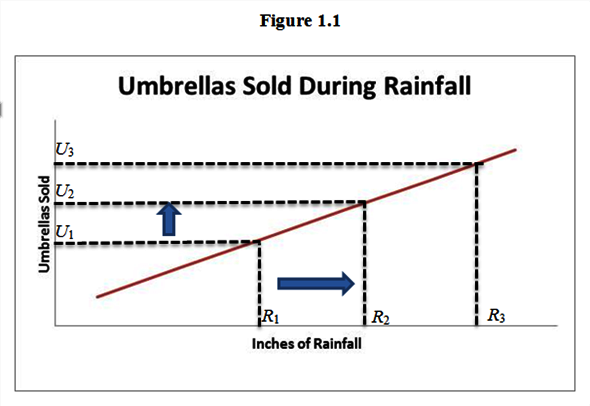 Figure 1.1
Umbrellas Sold During Rainfall
U3
U2
U1
Umbrellas Sold
R1
R2
R3
Inches of Rainfall